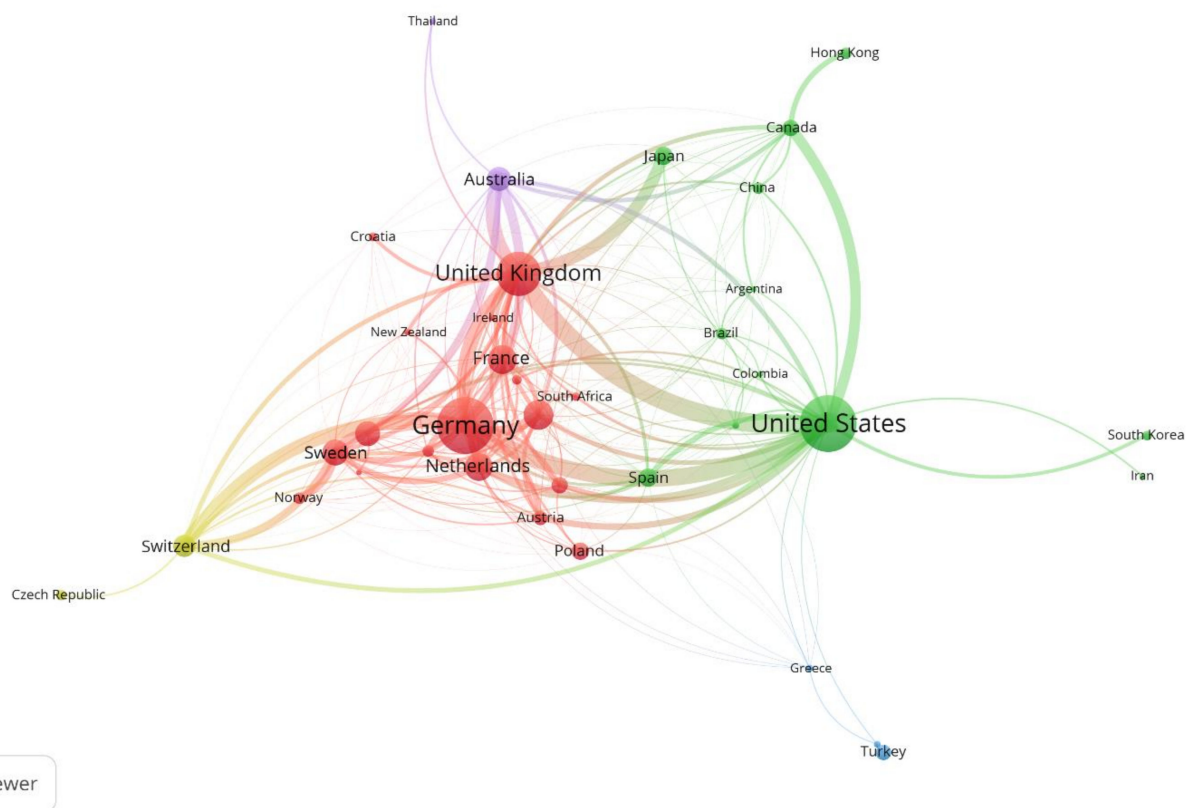 Thailand
Hong Kong
Canada
Japan
Australia
China
Croatia
United Kingdom
Argentina
Ireland
New Zealand
Brazil
France
Colombia
South Africa
United States
Germany
South Korea
Sweden
Netherlands
Spain
Iran
Norway
Austria
Switzerland
Poland
Czech Republic
Greece
Turkey
ewer